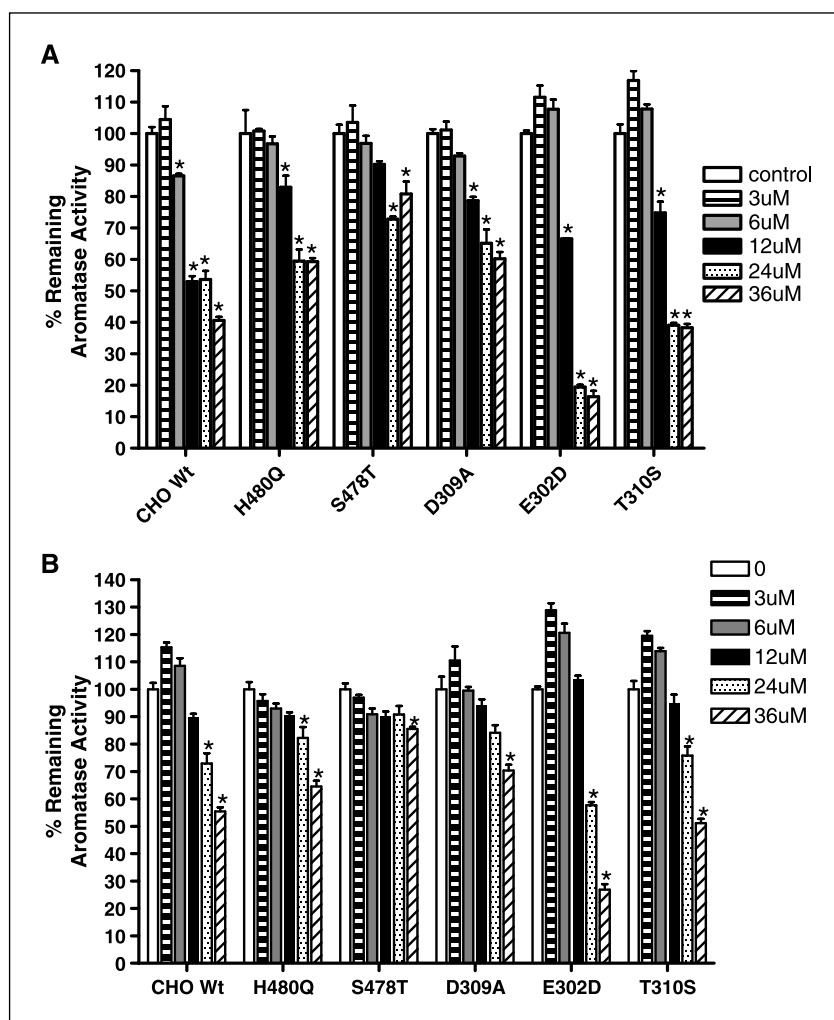 A
% Remaining
Aromatase Activity
120
110
100
90
80
70
60
50
40
30
20
10
0
* * * * * * * * * * * * * * * * *
CHO Wt
H480Q
S478T
D309A
E302D
T310S
control
3uM
6uM
12uM
24uM
36uM
B
% Remaining
Aromatase Activity
140
130
120
110
100
90
80
70
60
50
40
30
20
10
0
* * * * * * * * * *
CHO Wt
H480Q
S478T
D309A
E302D
T310S
0
3uM
6uM
12uM
24uM
36uM